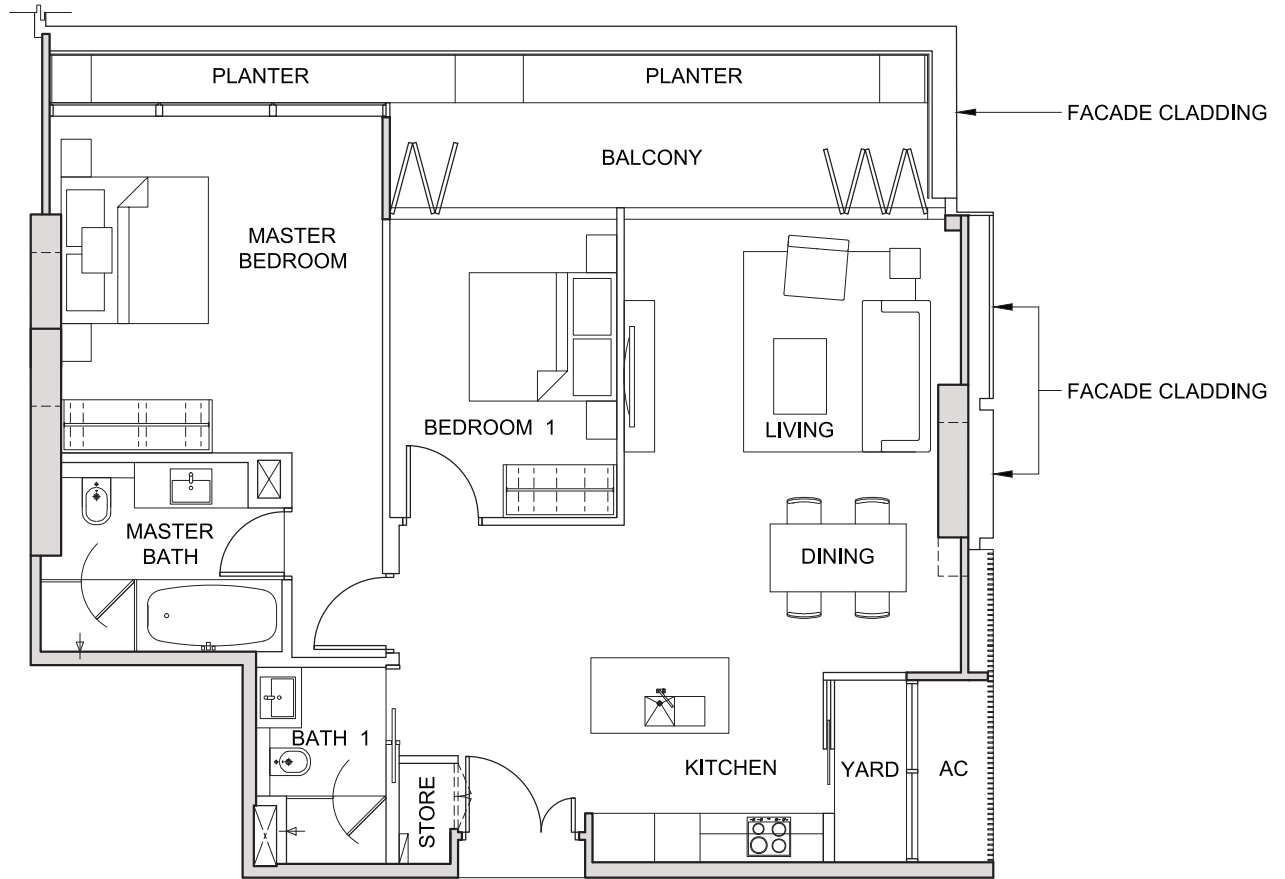 PLANTER
PLANTER
FACADE CLADDING
BALCONY
MASTER
BEDROOM
FACADE CLADDING
BEDROOM 1
LIVING
MASTER
BATH
DINING
BATH 1
KITCHEN
YARD
AC
STORE